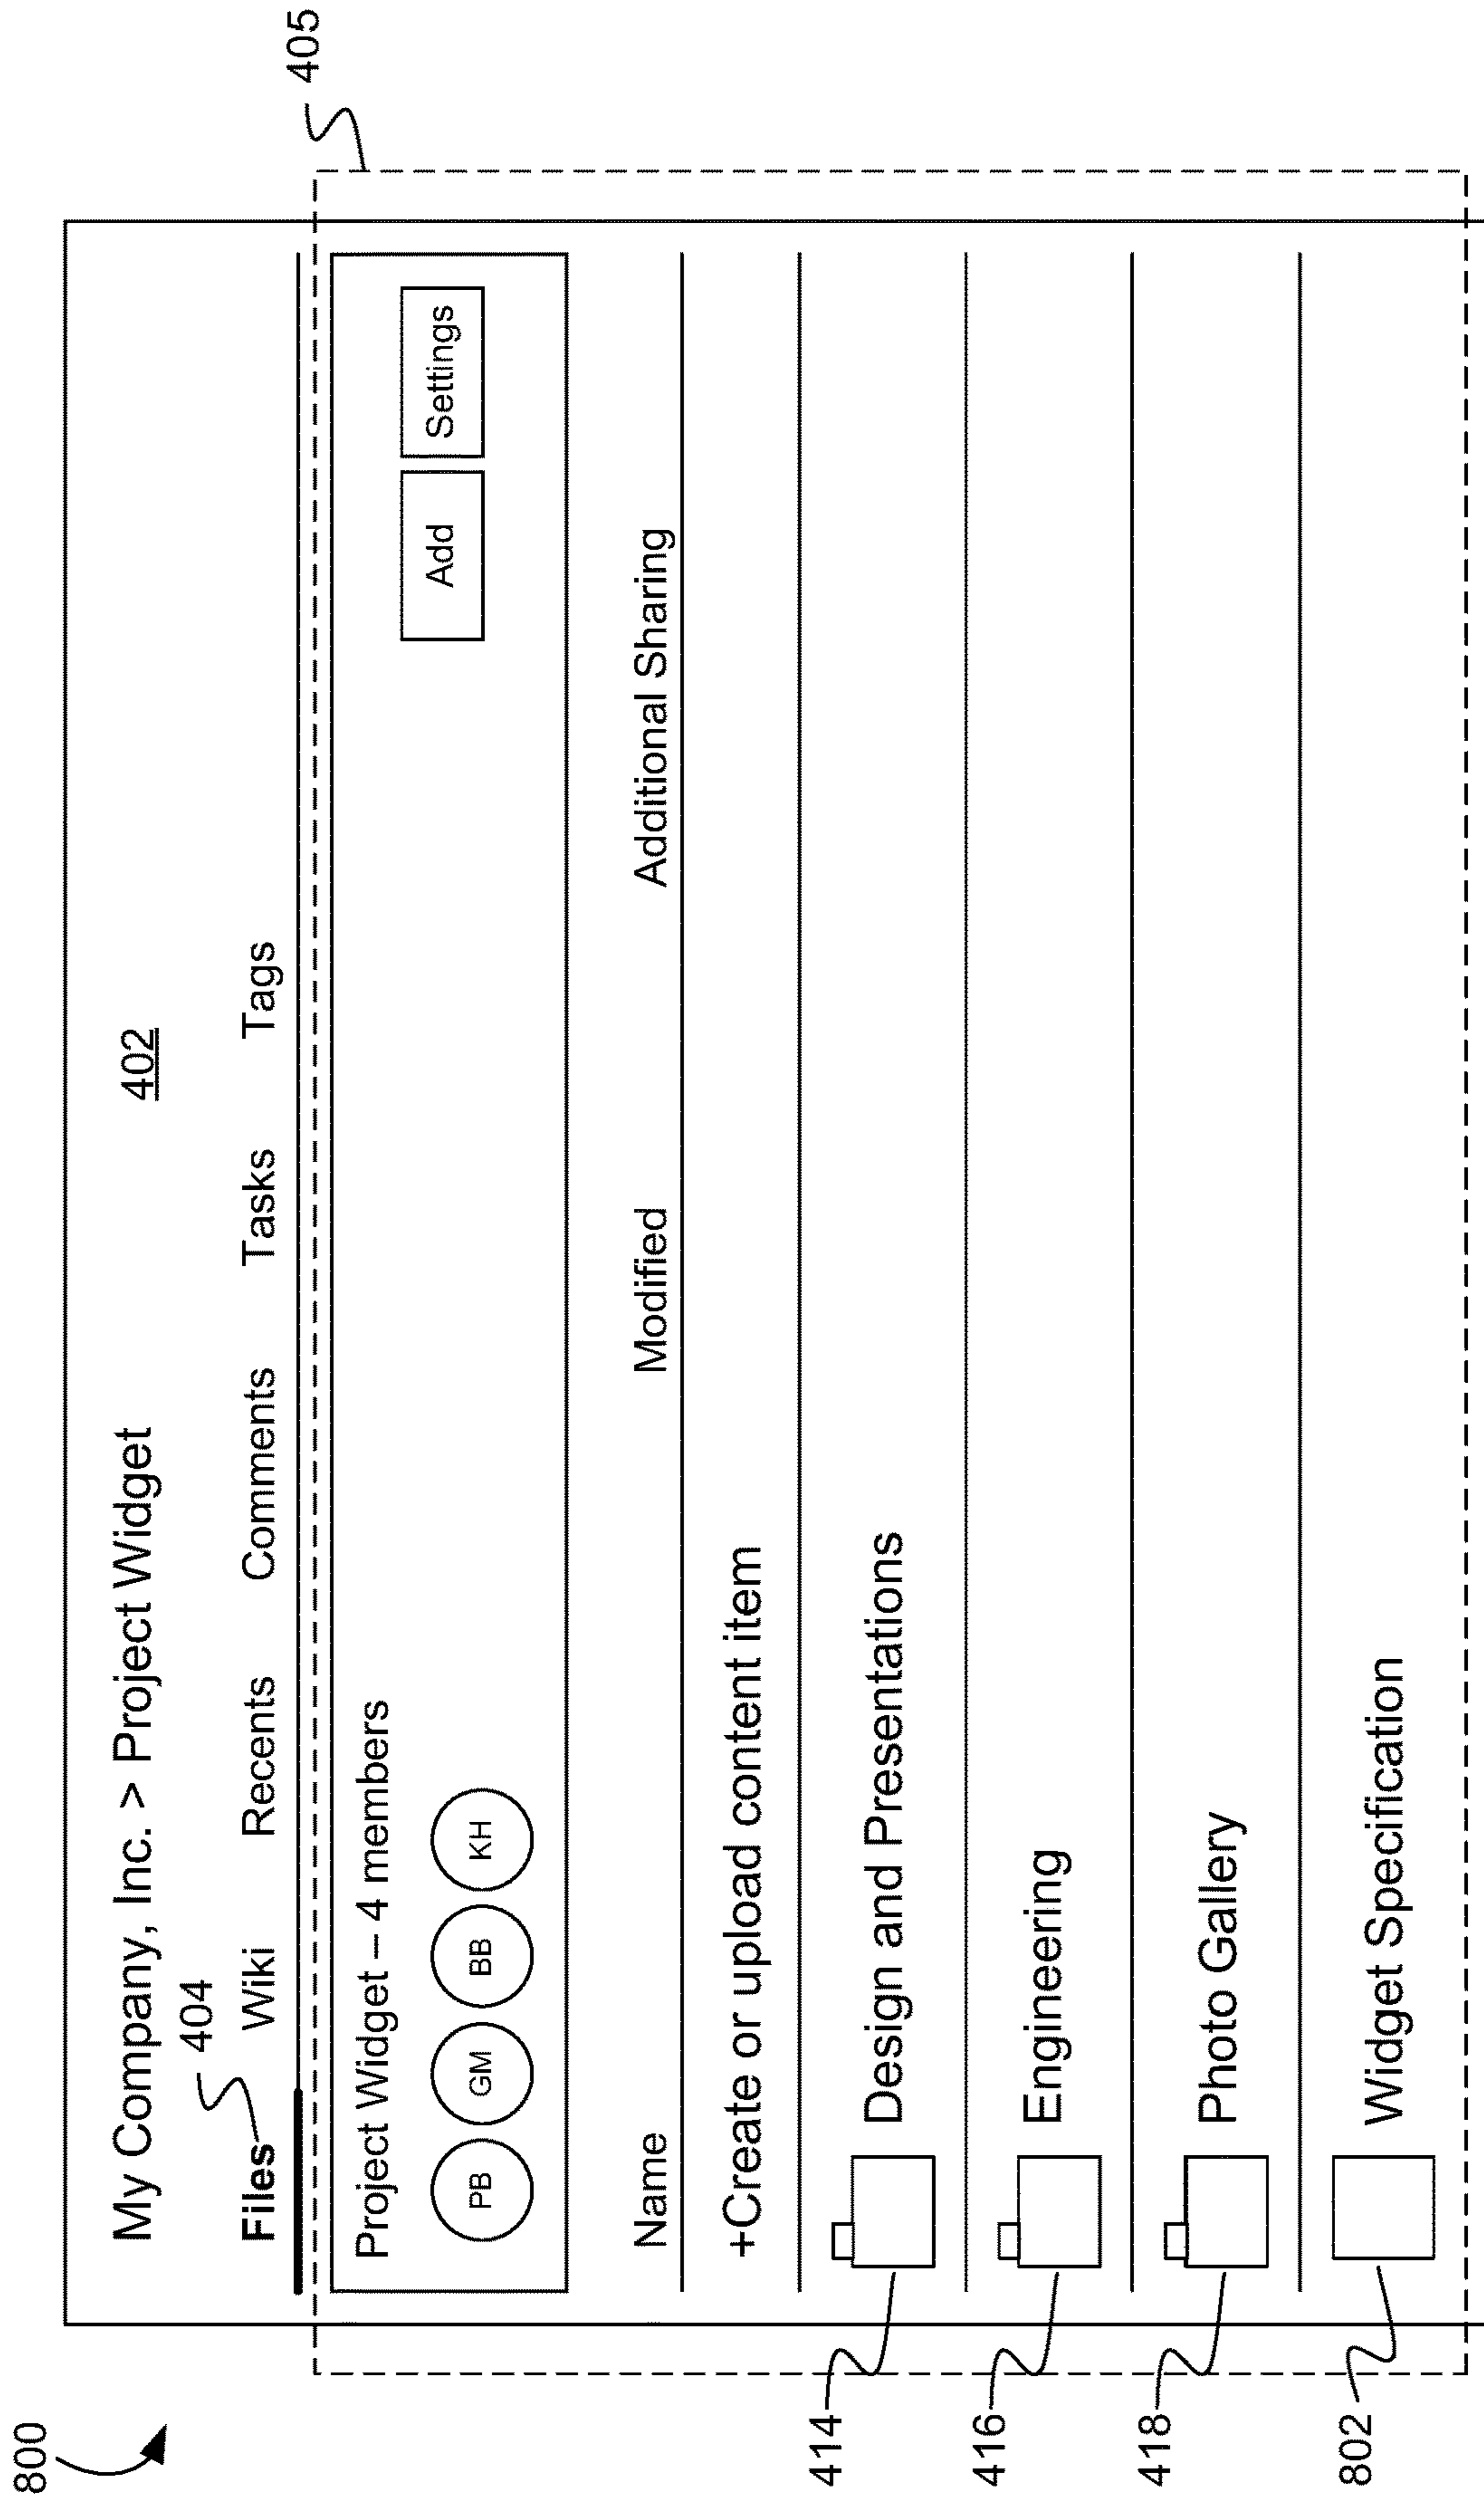 800
My Company, Inc. > Project Widget
402
404
Files Wiki Recents Comments Tasks Tags
405
Project Widget – 4 members
PB GM BB KH
Add Settings
Name Modified Additional Sharing
+Create or upload content item
414 Design and Presentations
416 Engineering
418 Photo Gallery
802 Widget Specification